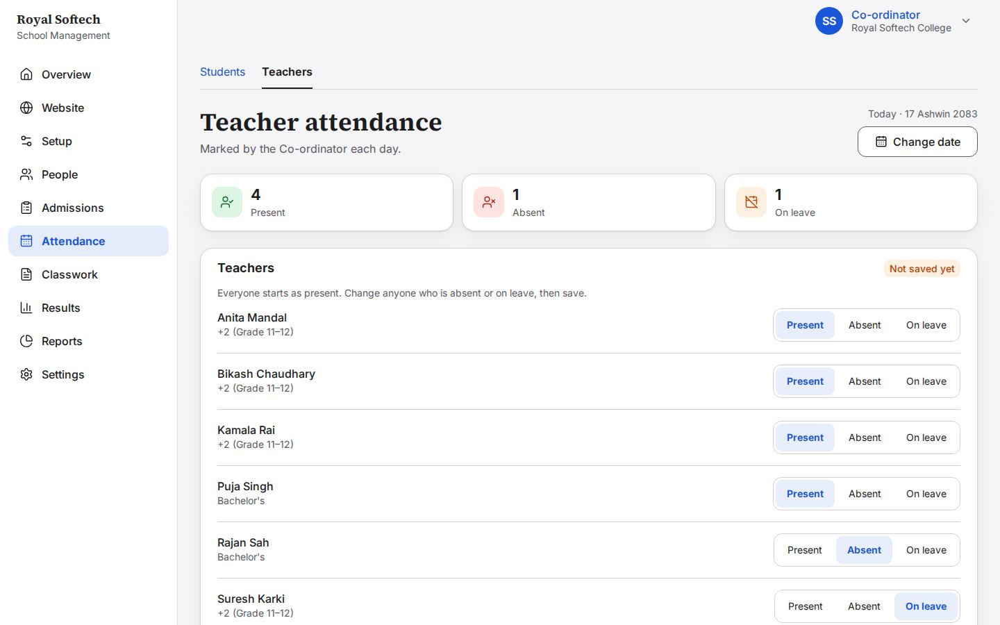 Royal Softech
School Management
Overview
Website
Setup
People
Admissions
Attendance
Classwork
Results
Reports
Settings
SS
Co-ordinator
Royal Softech College
Students
Teachers
Teacher attendance
Marked by the Co-ordinator each day.
Today · 17 Ashwin 2083
Change date
4
Present
1
Absent
1
On leave
Teachers
Not saved yet
Everyone starts as present. Change anyone who is absent or on leave, then save.
Anita Mandal
+2 (Grade 11–12)
Present Absent On leave
Bikash Chaudhary
+2 (Grade 11–12)
Present Absent On leave
Kamala Rai
+2 (Grade 11–12)
Present Absent On leave
Puja Singh
Bachelor's
Present Absent On leave
Rajan Sah
Bachelor's
Present Absent On leave
Suresh Karki
+2 (Grade 11–12)
Present Absent On leave